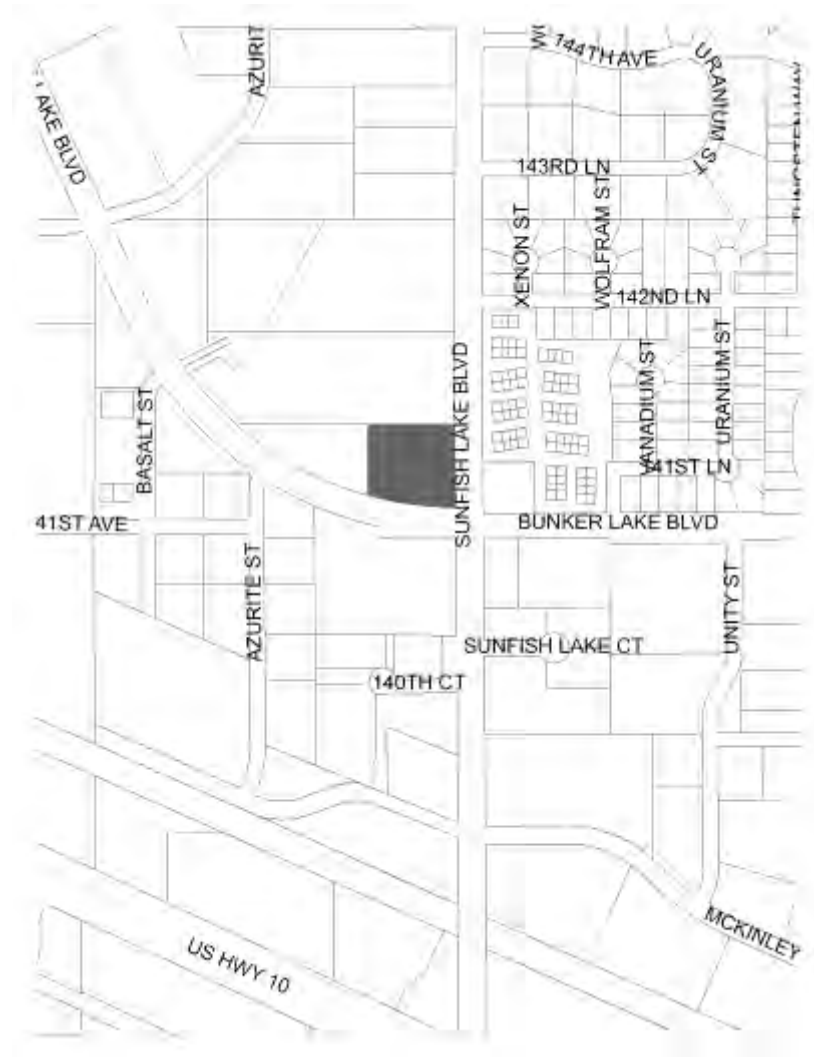 144TH AVE
AZURIT
URANIUM ST
AKE BLVD
143RD LN
XENON ST
WOLFRAM ST
142ND LN
SUNFISH LAKE BLVD
ANADIUM ST
URANIUM ST
BASALT ST
141ST LN
41ST AVE
BUNKER LAKE BLVD
AZURITE ST
UNITY ST
SUNFISH LAKE CT
140TH CT
MCKINLEY
US HWY 10